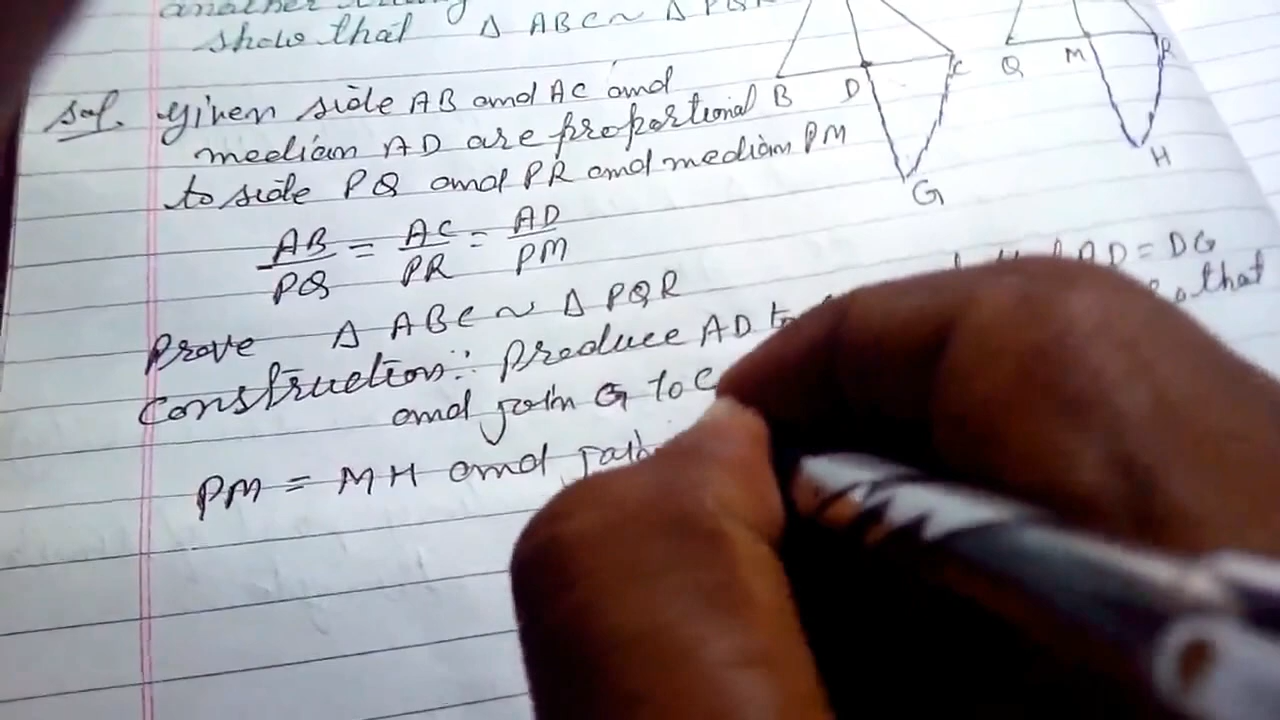 another
show that Δ ABC ~ Δ PQR
Sol. Given side AB and AC and
median AD are proportional
to side PQ and PR and median PM
AB/PQ = AC/PR = AD/PM
Prove Δ ABC ~ Δ PQR
Construction: Produce AD to AD = DG
that
and join G to C
PM = MH and join
B D C
G
Q M R
H